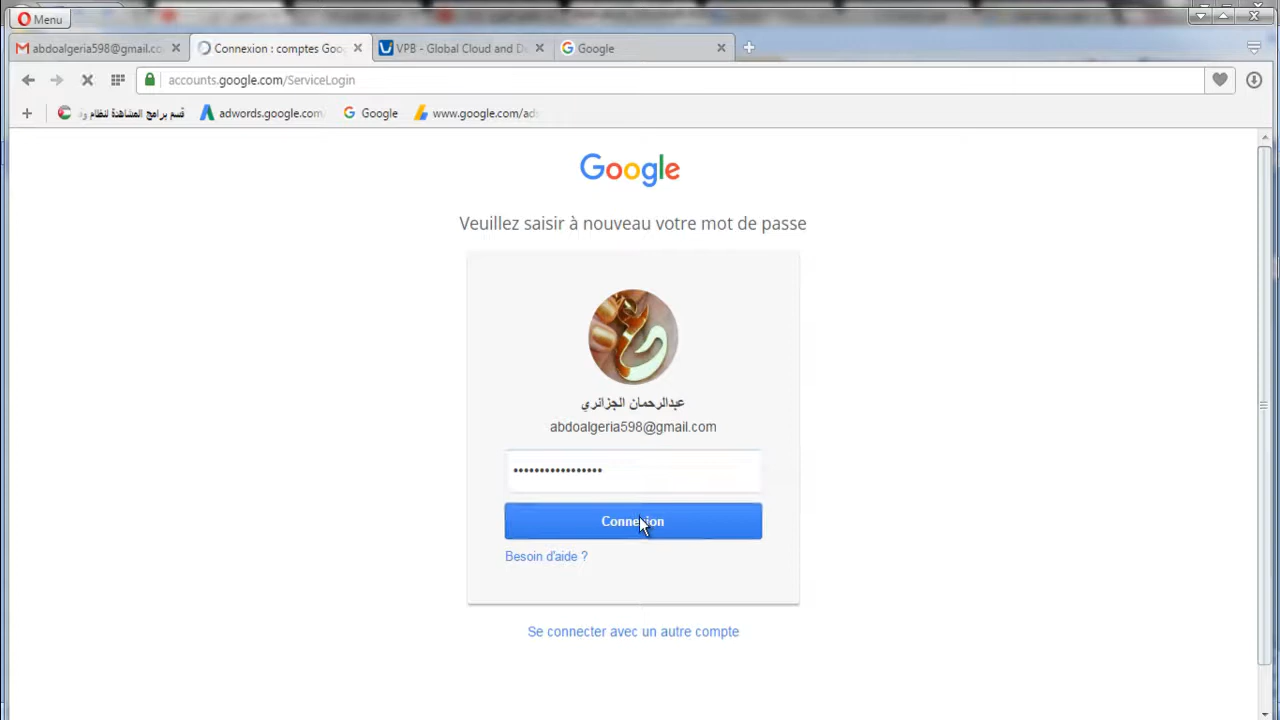 Menu
abdoalgeria598@gmail.co
Connexion : comptes Goo
VPB - Global Cloud and D
Google
accounts.google.com/ServiceLogin
قسم برامج المشاهدة لنظام و
adwords.google.com/
Google
www.google.com/ads
Google
Veuillez saisir à nouveau votre mot de passe
عبدالرحمان الجزائري
abdoalgeria598@gmail.com
•••••••••••••••••
Connexion
Besoin d'aide ?
Se connecter avec un autre compte